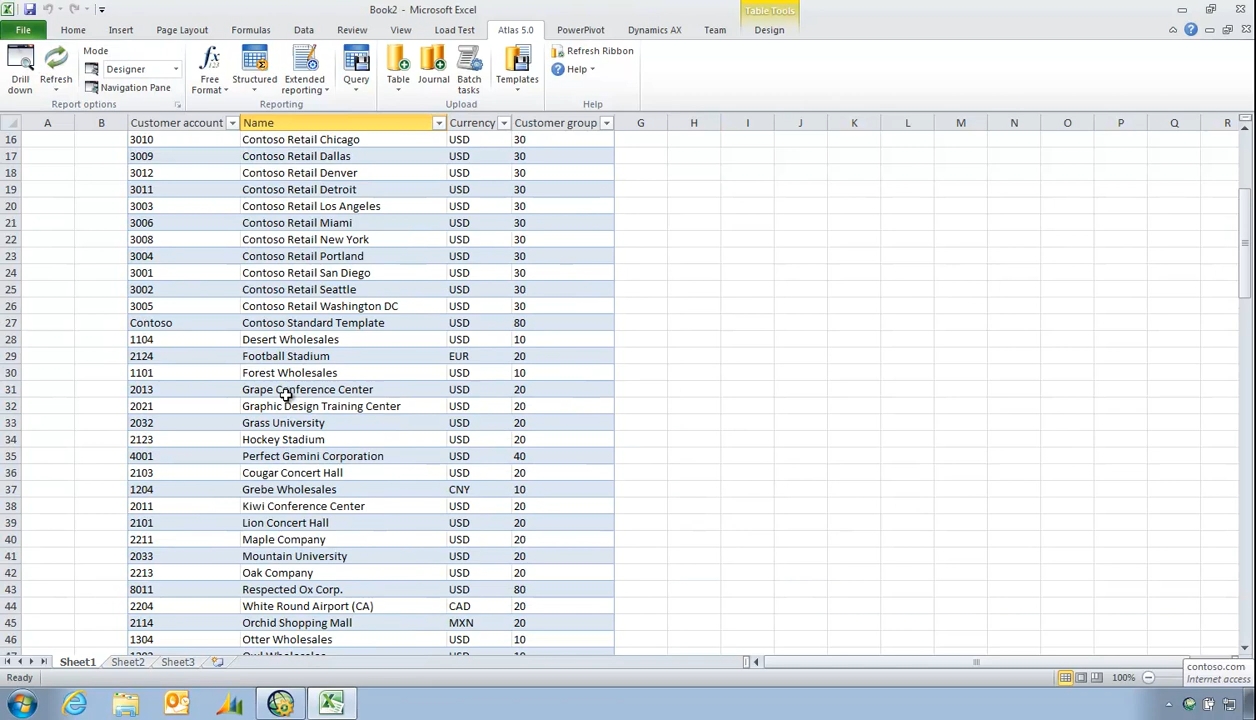 Book2 - Microsoft Excel
Table Tools
File Home Insert Page Layout Formulas Data Review View Load Test Atlas 5.0 PowerPivot Dynamics AX Team Design
Drill down
Refresh
Mode
Designer
Navigation Pane
Report options
Free Format
Structured
Extended reporting
Reporting
Query
Table
Journal
Batch tasks
Upload
Templates
Refresh Ribbon
Help
Help
A B Customer account Name Currency Customer group G H I J K L M N O P Q R
16 3010 Contoso Retail Chicago USD 30
17 3009 Contoso Retail Dallas USD 30
18 3012 Contoso Retail Denver USD 30
19 3011 Contoso Retail Detroit USD 30
20 3003 Contoso Retail Los Angeles USD 30
21 3006 Contoso Retail Miami USD 30
22 3008 Contoso Retail New York USD 30
23 3004 Contoso Retail Portland USD 30
24 3001 Contoso Retail San Diego USD 30
25 3002 Contoso Retail Seattle USD 30
26 3005 Contoso Retail Washington DC USD 30
27 Contoso Contoso Standard Template USD 80
28 1104 Desert Wholesales USD 10
29 2124 Football Stadium EUR 20
30 1101 Forest Wholesales USD 10
31 2013 Grape Conference Center USD 20
32 2021 Graphic Design Training Center USD 20
33 2032 Grass University USD 20
34 2123 Hockey Stadium USD 20
35 4001 Perfect Gemini Corporation USD 40
36 2103 Cougar Concert Hall USD 20
37 1204 Grebe Wholesales CNY 10
38 2011 Kiwi Conference Center USD 20
39 2101 Lion Concert Hall USD 20
40 2211 Maple Company USD 20
41 2033 Mountain University USD 20
42 2213 Oak Company USD 20
43 8011 Respected Ox Corp. USD 80
44 2204 White Round Airport (CA) CAD 20
45 2114 Orchid Shopping Mall MXN 20
46 1304 Otter Wholesales USD 10
Sheet1 Sheet2 Sheet3
Ready
100%
contoso.com
Internet access